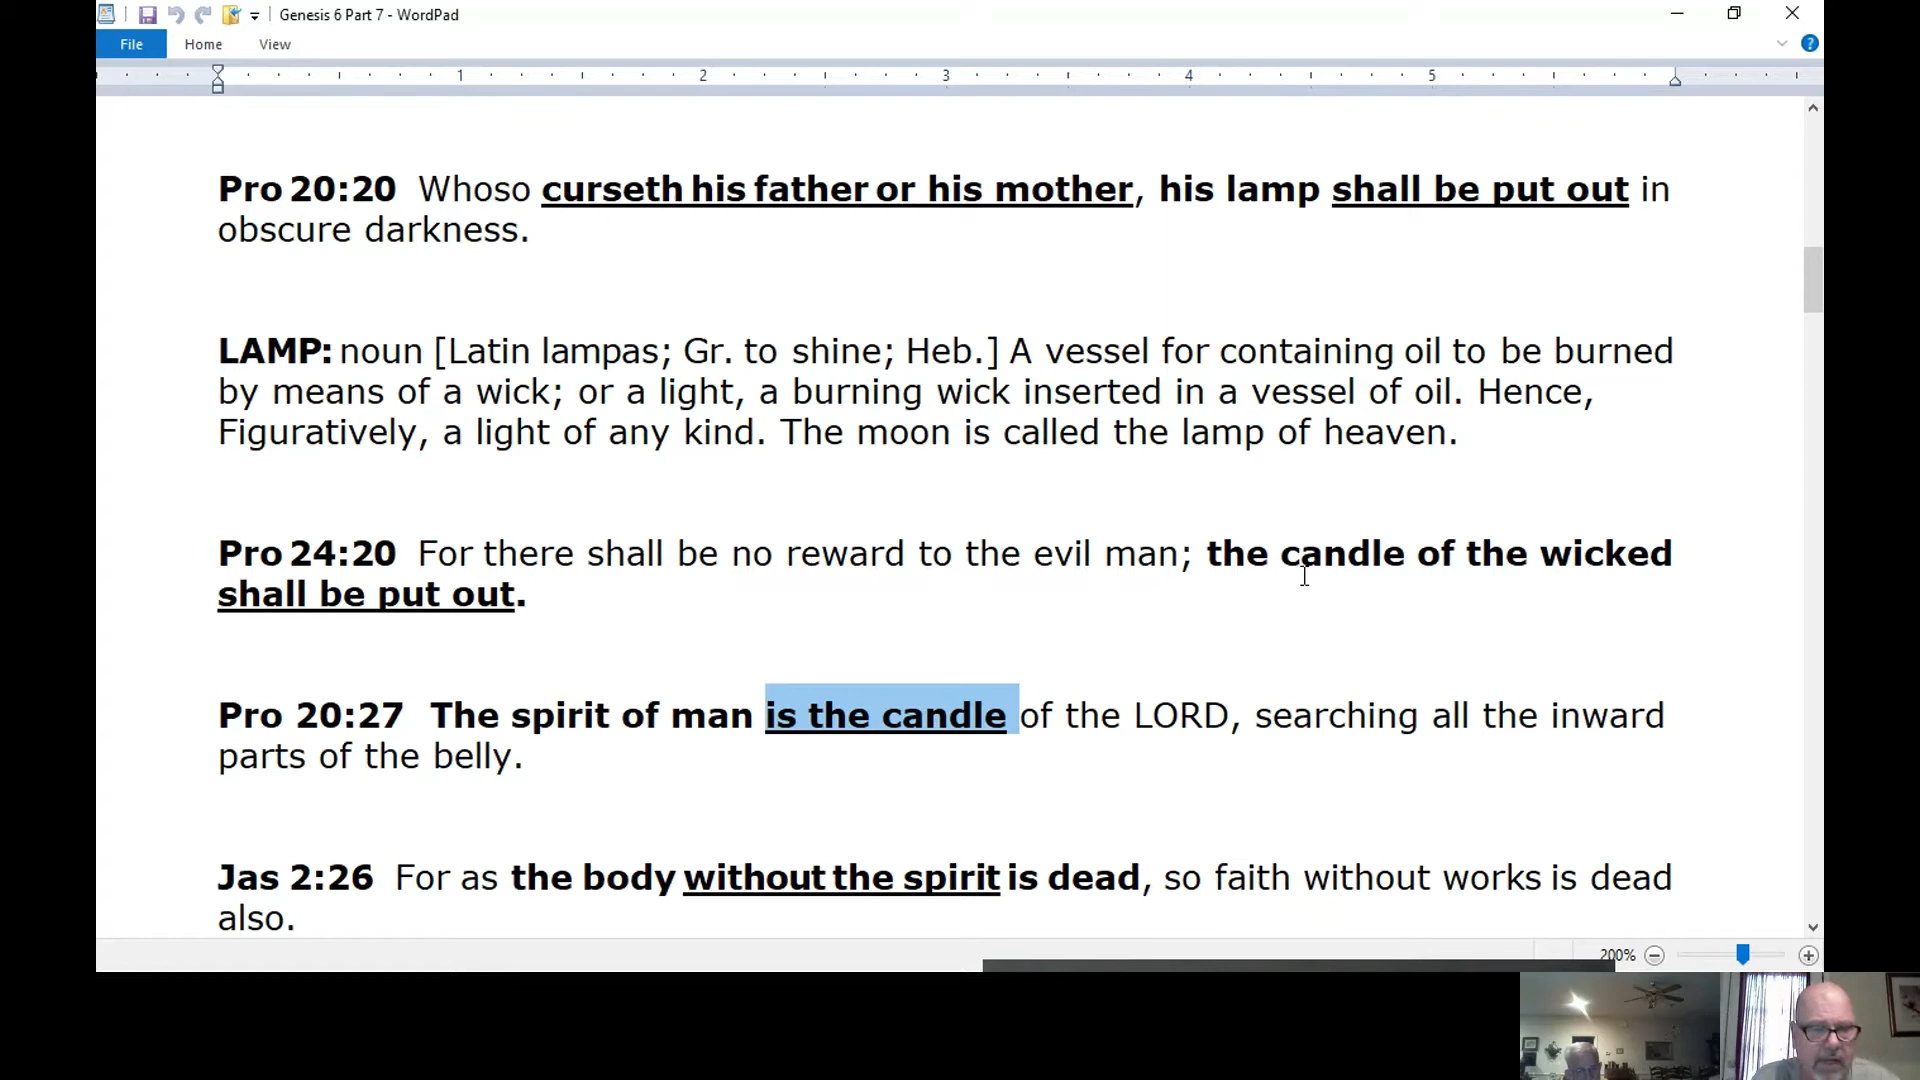 Genesis 6 Part 7 - WordPad
File Home View
1 2 3 4 5
Pro 20:20 Whoso curseth his father or his mother, his lamp shall be put out in
obscure darkness.
LAMP: noun [Latin lampas; Gr. to shine; Heb.] A vessel for containing oil to be burned
by means of a wick; or a light, a burning wick inserted in a vessel of oil. Hence,
Figuratively, a light of any kind. The moon is called the lamp of heaven.
Pro 24:20 For there shall be no reward to the evil man; the candle of the wicked
shall be put out.
Pro 20:27 The spirit of man is the candle of the LORD, searching all the inward
parts of the belly.
Jas 2:26 For as the body without the spirit is dead, so faith without works is dead
also.
200%